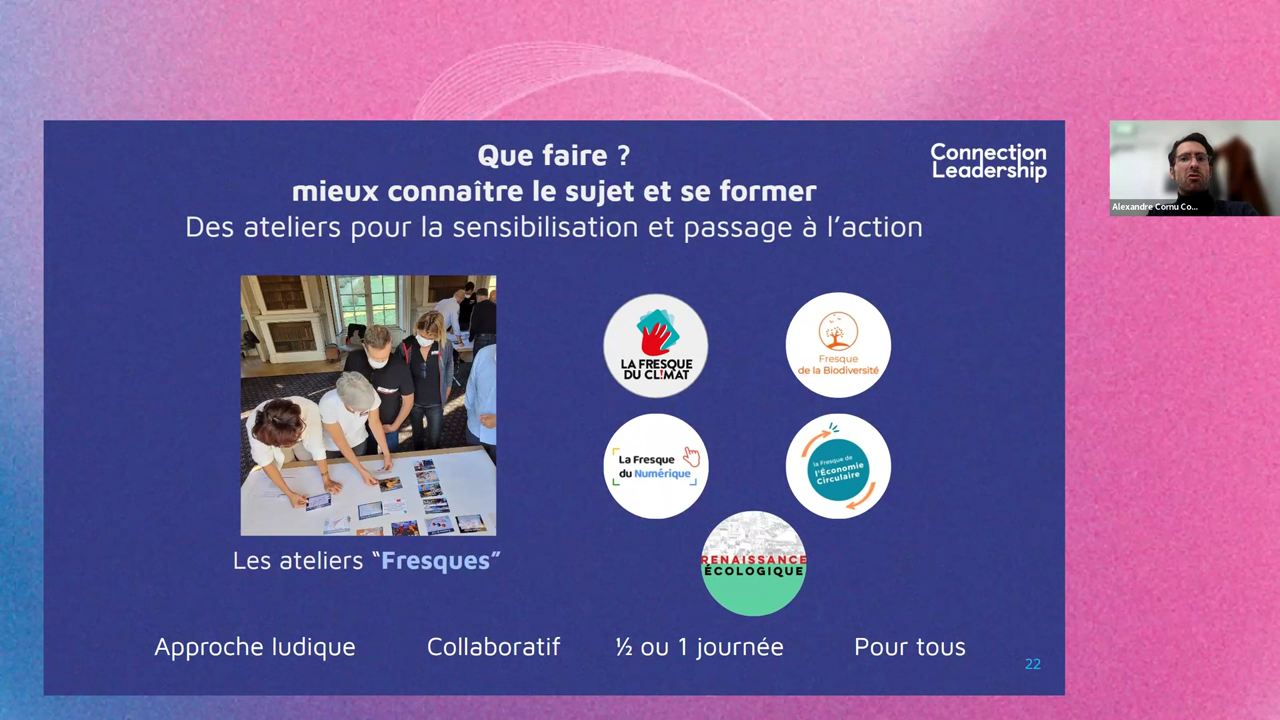 Que faire ?
mieux connaître le sujet et se former
Des ateliers pour la sensibilisation et passage à l’action
Connection
Leadership
Alexandre Cornu Co...
LA FRESQUE
DU CL!MAT
Fresque
de la Biodiversité
La Fresque
du Numérique
la Fresque de
l'Économie
Circulaire
RENAISSANCE
ÉCOLOGIQUE
Les ateliers “Fresques”
Approche ludique
Collaboratif
½ ou 1 journée
Pour tous
22